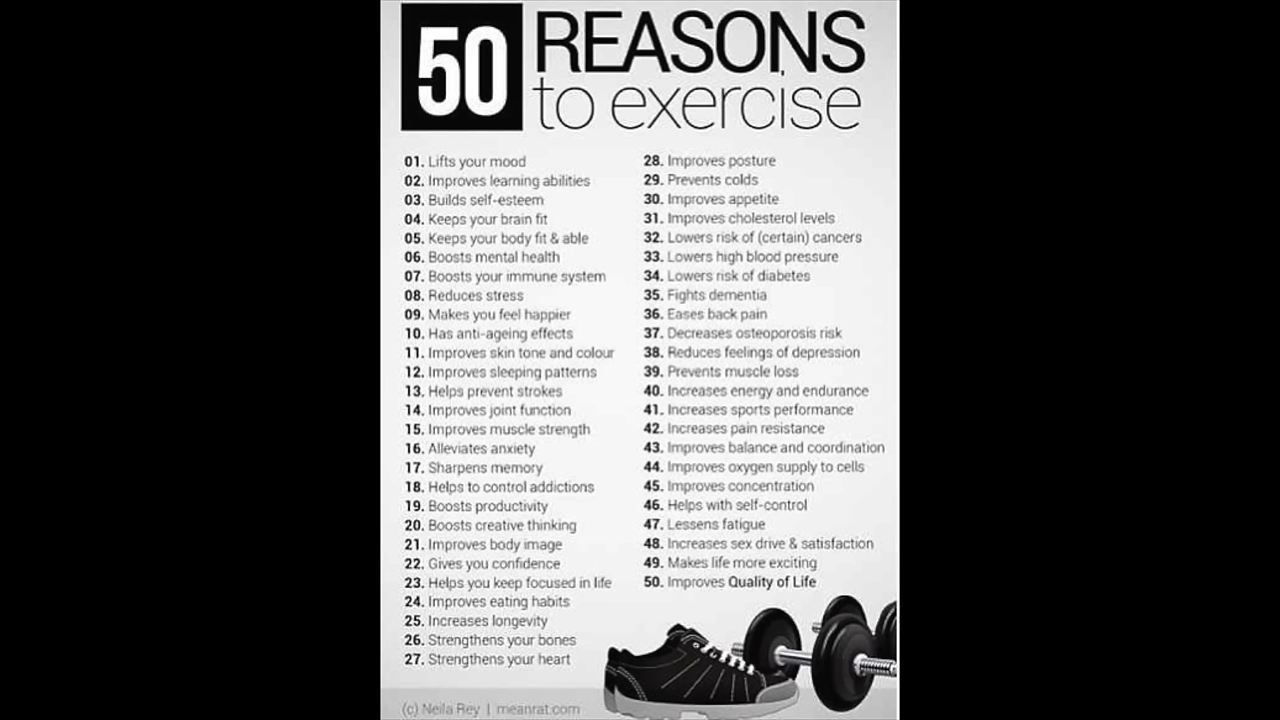 50 REASONS
to exercise
01. Lifts your mood
02. Improves learning abilities
03. Builds self-esteem
04. Keeps your brain fit
05. Keeps your body fit & able
06. Boosts mental health
07. Boosts your immune system
08. Reduces stress
09. Makes you feel happier
10. Has anti-ageing effects
11. Improves skin tone and colour
12. Improves sleeping patterns
13. Helps prevent strokes
14. Improves joint function
15. Improves muscle strength
16. Alleviates anxiety
17. Sharpens memory
18. Helps to control addictions
19. Boosts productivity
20. Boosts creative thinking
21. Improves body image
22. Gives you confidence
23. Helps you keep focused in life
24. Improves eating habits
25. Increases longevity
26. Strengthens your bones
27. Strengthens your heart
28. Improves posture
29. Prevents colds
30. Improves appetite
31. Improves cholesterol levels
32. Lowers risk of (certain) cancers
33. Lowers high blood pressure
34. Lowers risk of diabetes
35. Fights dementia
36. Eases back pain
37. Decreases osteoporosis risk
38. Reduces feelings of depression
39. Prevents muscle loss
40. Increases energy and endurance
41. Increases sports performance
42. Increases pain resistance
43. Improves balance and coordination
44. Improves oxygen supply to cells
45. Improves concentration
46. Helps with self-control
47. Lessens fatigue
48. Increases sex drive & satisfaction
49. Makes life more exciting
50. Improves Quality of Life
(c) Neila Rey | meanrat.com